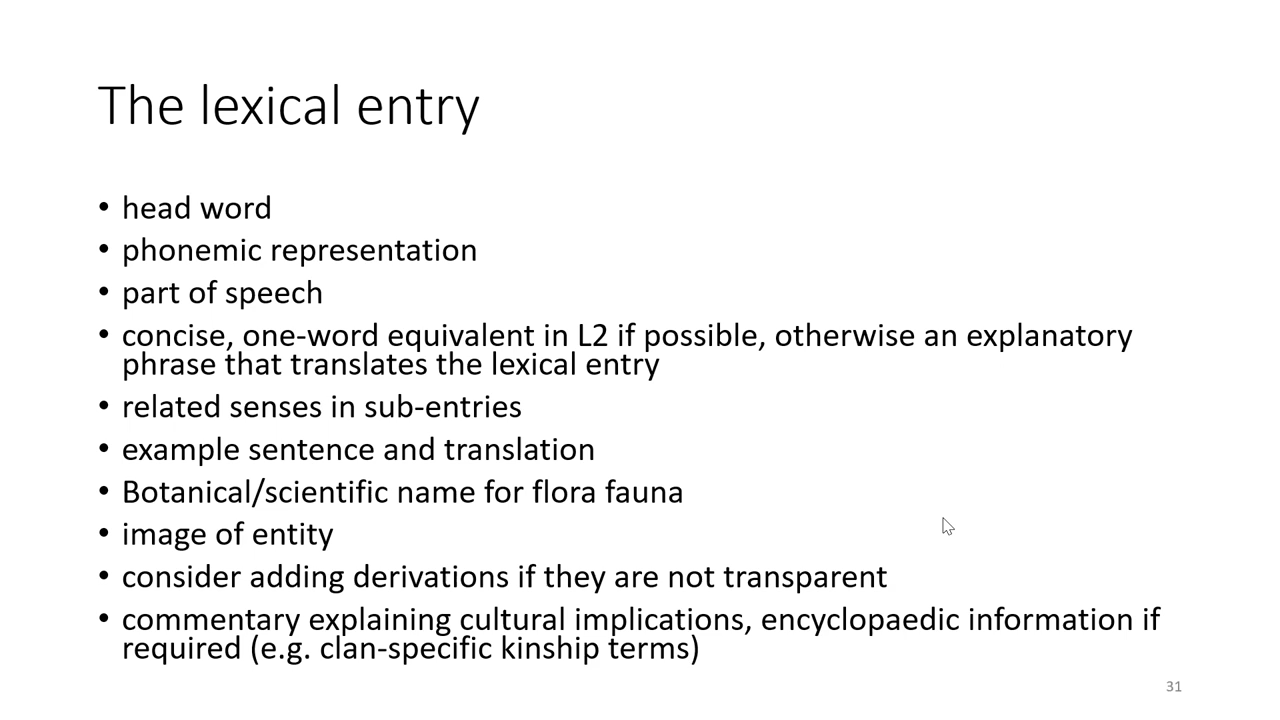 The lexical entry
• head word
• phonemic representation
• part of speech
• concise, one-word equivalent in L2 if possible, otherwise an explanatory
phrase that translates the lexical entry
• related senses in sub-entries
• example sentence and translation
• Botanical/scientific name for flora fauna
• image of entity
• consider adding derivations if they are not transparent
• commentary explaining cultural implications, encyclopaedic information if
required (e.g. clan-specific kinship terms)
31